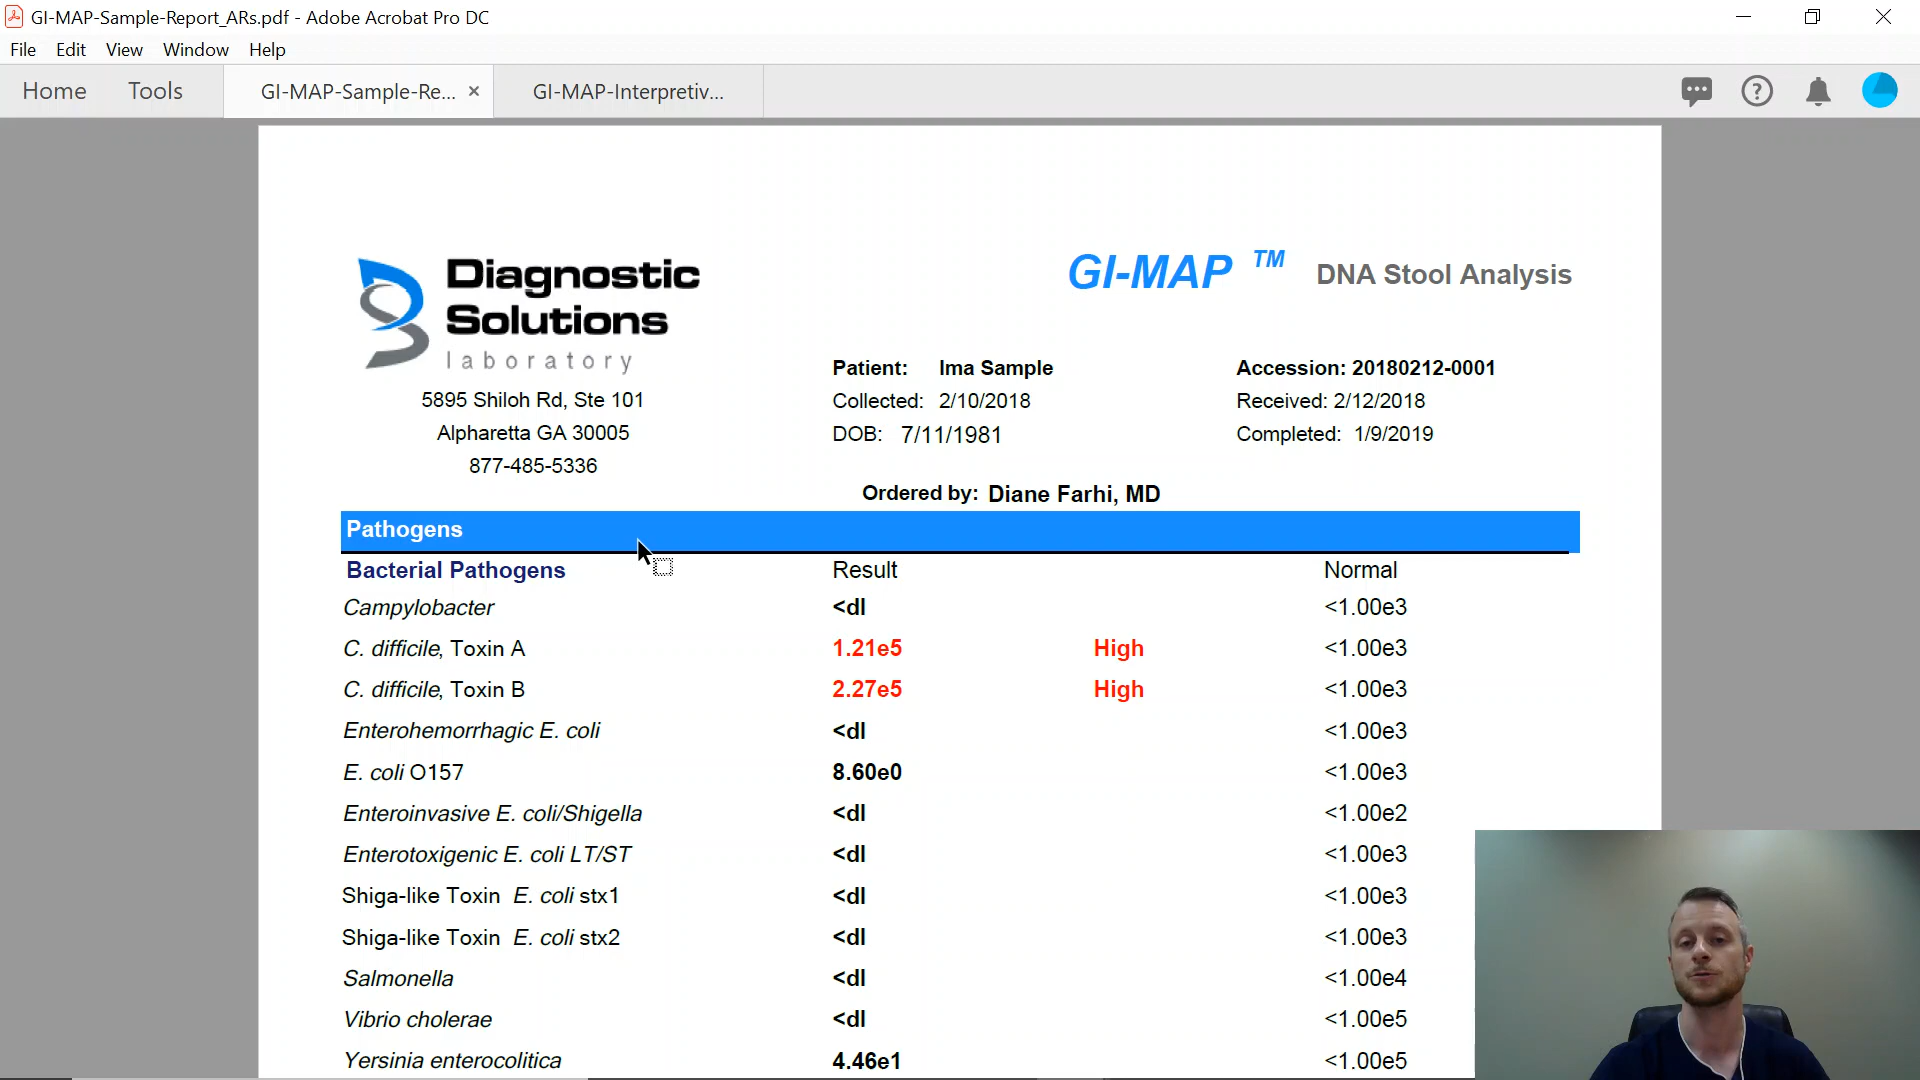 GI-MAP-Sample-Report_ARs.pdf - Adobe Acrobat Pro DC
File Edit View Window Help
Home Tools GI-MAP-Sample-Re... × GI-MAP-Interpretiv...
Diagnostic
Solutions
laboratory
5895 Shiloh Rd, Ste 101
Alpharetta GA 30005
877-485-5336
GI-MAP TM DNA Stool Analysis
Patient: Ima Sample Accession: 20180212-0001
Collected: 2/10/2018 Received: 2/12/2018
DOB: 7/11/1981 Completed: 1/9/2019
Ordered by: Diane Farhi, MD
Pathogens
Bacterial Pathogens Result Normal
Campylobacter <dl <1.00e3
C. difficile, Toxin A 1.21e5 High <1.00e3
C. difficile, Toxin B 2.27e5 High <1.00e3
Enterohemorrhagic E. coli <dl <1.00e3
E. coli O157 8.60e0 <1.00e3
Enteroinvasive E. coli/Shigella <dl <1.00e2
Enterotoxigenic E. coli LT/ST <dl <1.00e3
Shiga-like Toxin E. coli stx1 <dl <1.00e3
Shiga-like Toxin E. coli stx2 <dl <1.00e3
Salmonella <dl <1.00e4
Vibrio cholerae <dl <1.00e5
Yersinia enterocolitica 4.46e1 <1.00e5